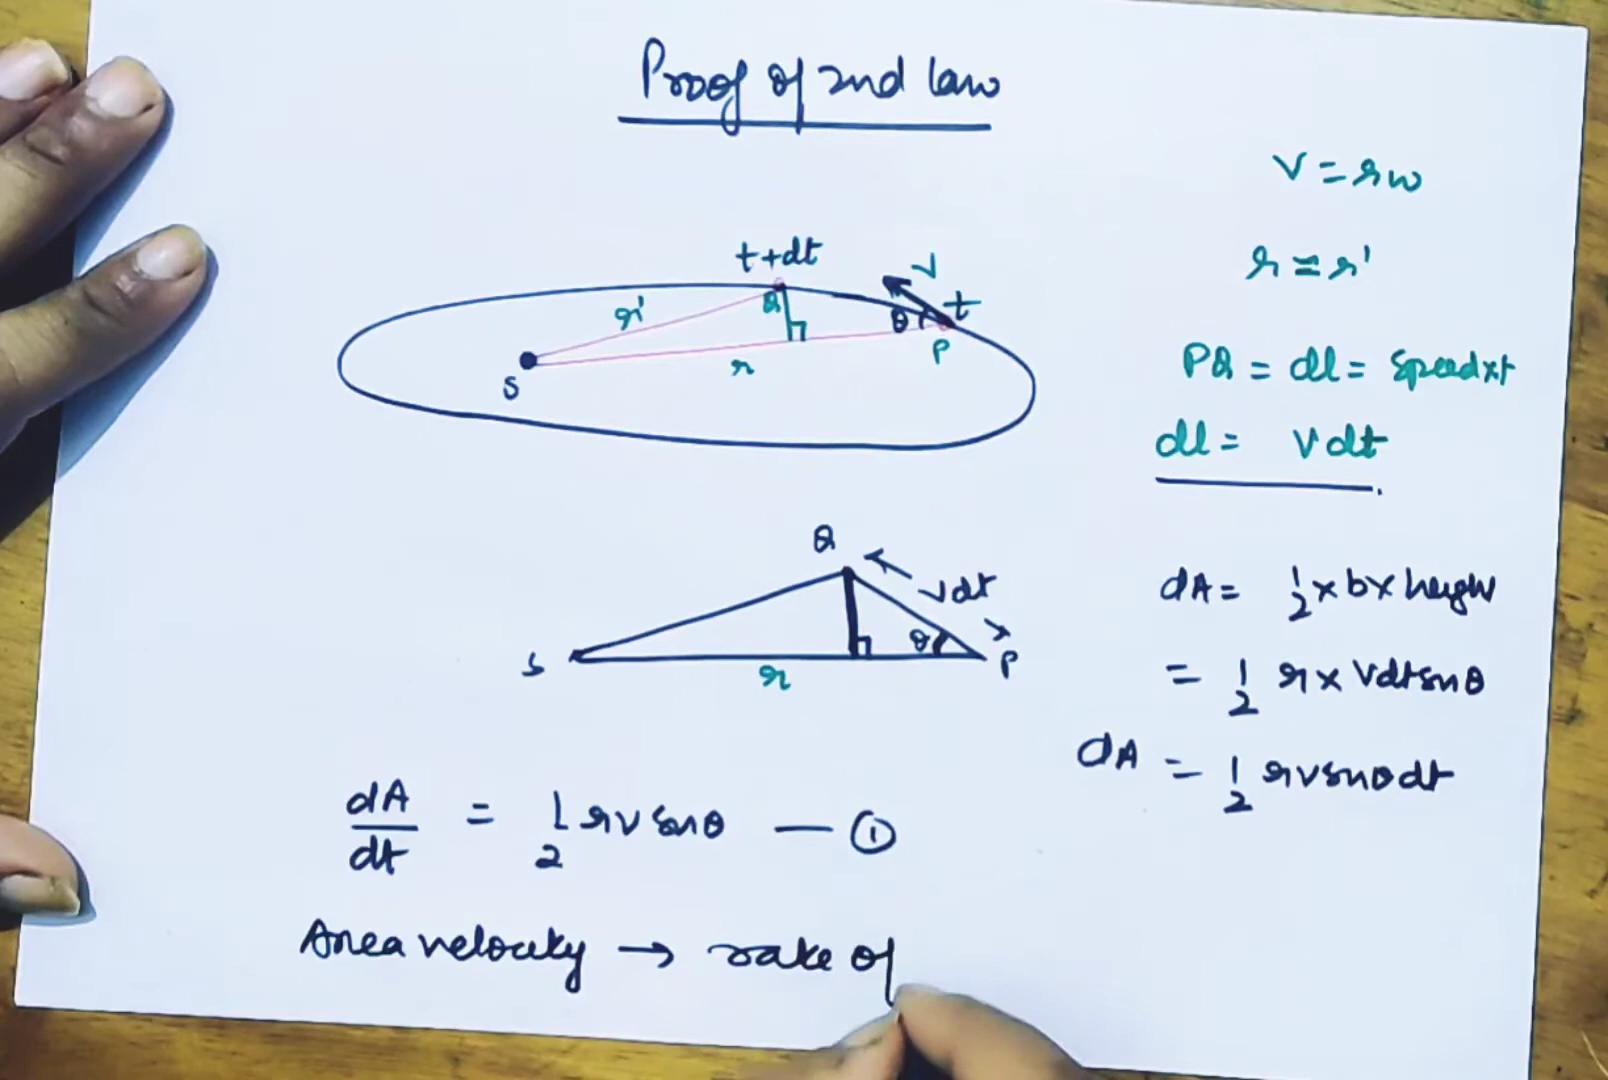 Proof of 2nd law
V = rω
r = r'
PQ = dl = Speed×t
dl = Vdt
t+dt
V
t
r'
Q
θ
P
r
S
Q
Vdt
θ
S
r
P
dA = 1/2 × b × height
= 1/2 r × Vdt sinθ
dA = 1/2 rv sinθ dt
dA/dt = 1/2 rv sinθ — ①
Area velocity → rate of